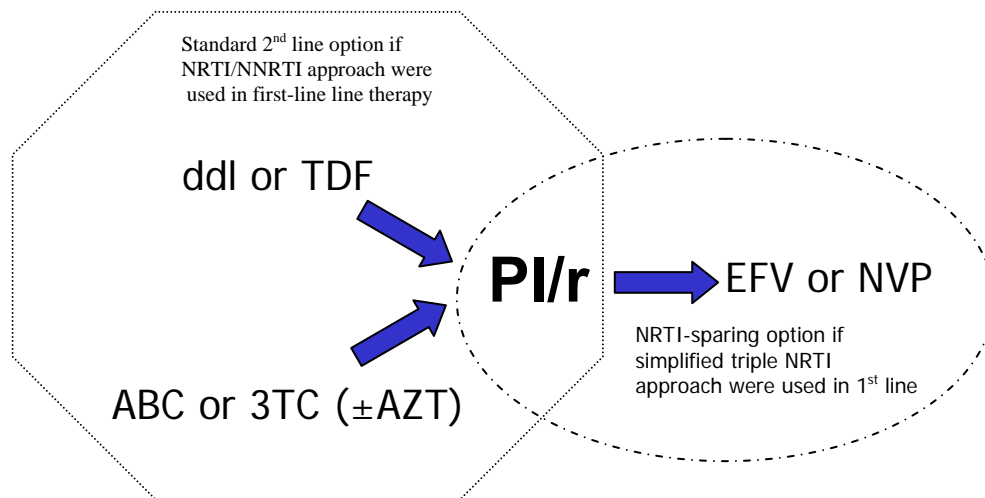 Standard 2nd line option if
NRTI/NNRTI approach were
used in first-line line therapy
ddI or TDF
PI/r
EFV or NVP
NRTI-sparing option if
simplified triple NRTI
approach were used in 1st line
ABC or 3TC (±AZT)